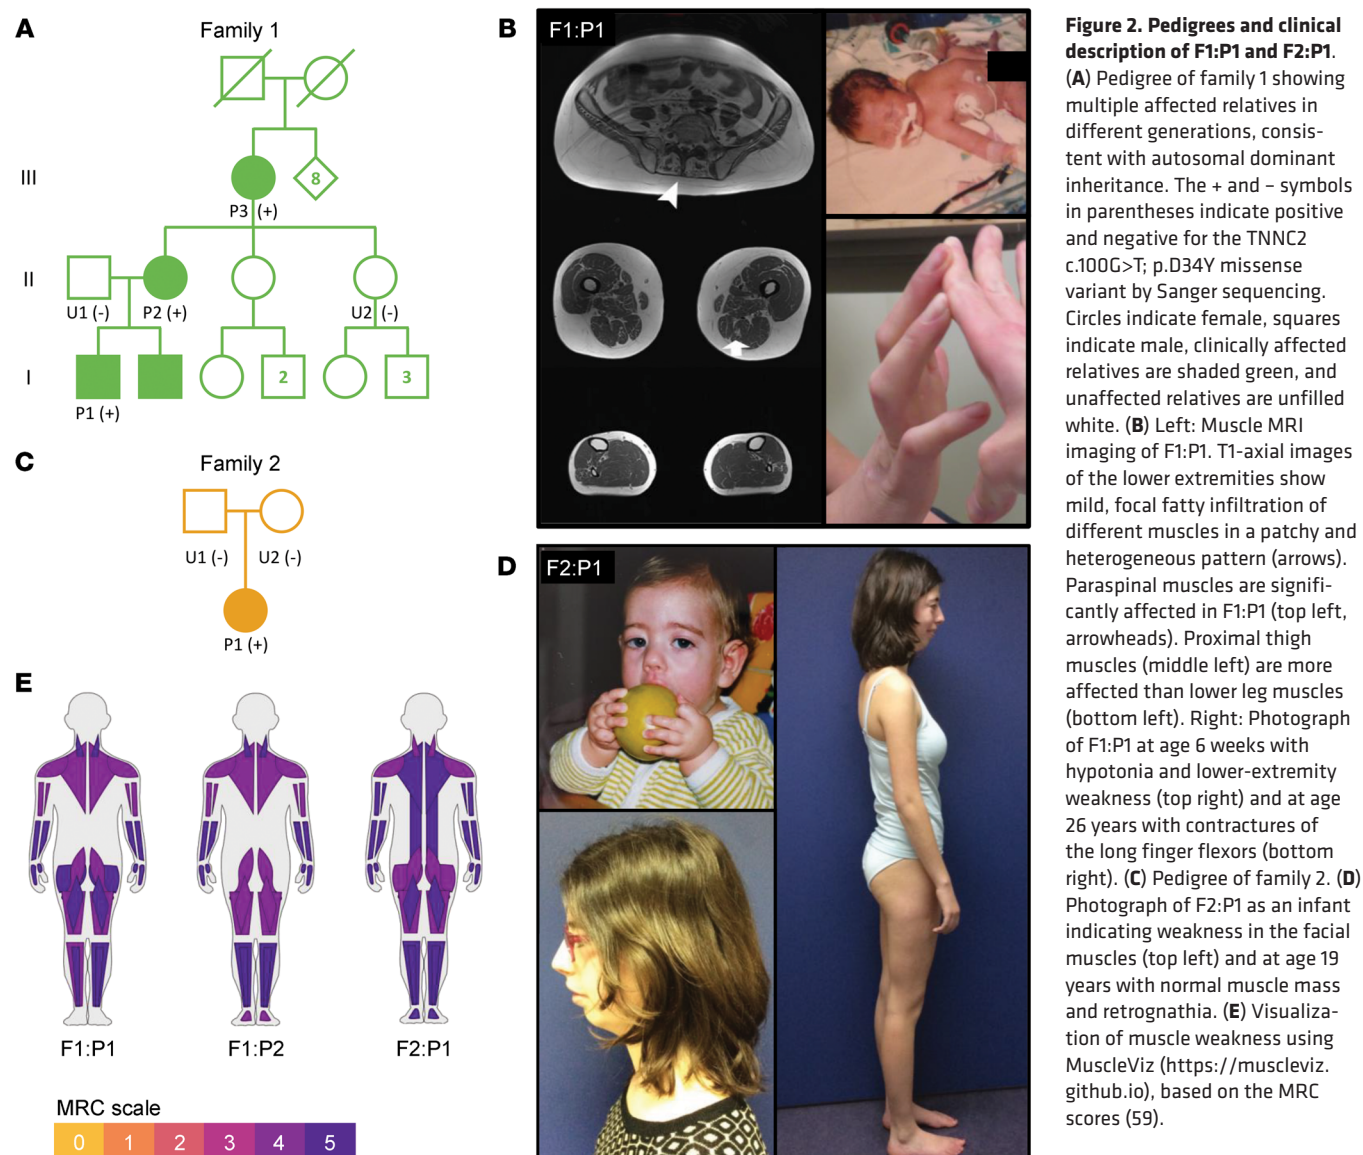 A
Family 1
III
8
P3 (+)
II
U1 (-)
P2 (+)
U2 (-)
I
2
3
P1 (+)
C
Family 2
U1 (-)
U2 (-)
P1 (+)
E
F1:P1
F1:P2
F2:P1
MRC scale
0 1 2 3 4 5
B
F1:P1
D
F2:P1
Figure 2. Pedigrees and clinical
description of F1:P1 and F2:P1.
(A) Pedigree of family 1 showing
multiple affected relatives in
different generations, consis-
tent with autosomal dominant
inheritance. The + and – symbols
in parentheses indicate positive
and negative for the TNNC2
c.100G>T; p.D34Y missense
variant by Sanger sequencing.
Circles indicate female, squares
indicate male, clinically affected
relatives are shaded green, and
unaffected relatives are unfilled
white. (B) Left: Muscle MRI
imaging of F1:P1. T1-axial images
of the lower extremities show
mild, focal fatty infiltration of
different muscles in a patchy and
heterogeneous pattern (arrows).
Paraspinal muscles are signifi-
cantly affected in F1:P1 (top left,
arrowheads). Proximal thigh
muscles (middle left) are more
affected than lower leg muscles
(bottom left). Right: Photograph
of F1:P1 at age 6 weeks with
hypotonia and lower-extremity
weakness (top right) and at age
26 years with contractures of
the long finger flexors (bottom
right). (C) Pedigree of family 2. (D)
Photograph of F2:P1 as an infant
indicating weakness in the facial
muscles (top left) and at age 19
years with normal muscle mass
and retrognathia. (E) Visualiza-
tion of muscle weakness using
MuscleViz (https://muscleviz.
github.io), based on the MRC
scores (59).